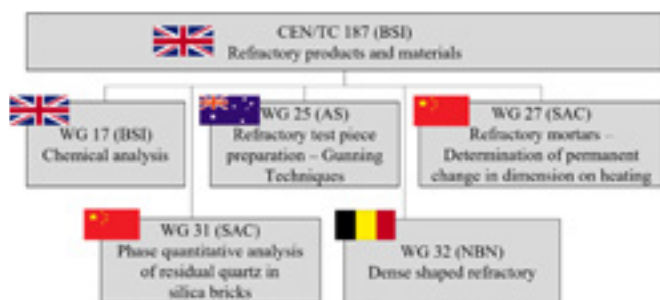 CEN/TC 187 (BSI)
Refractory products and materials
WG 17 (BSI)
Chemical analysis
WG 25 (AS)
Refractory test piece
preparation – Gunning
Techniques
WG 27 (SAC)
Refractory mortars –
Determination of permanent
change in dimension on heating
WG 31 (SAC)
Phase quantitative analysis
of residual quartz in
silica bricks
WG 32 (NBN)
Dense shaped refractory